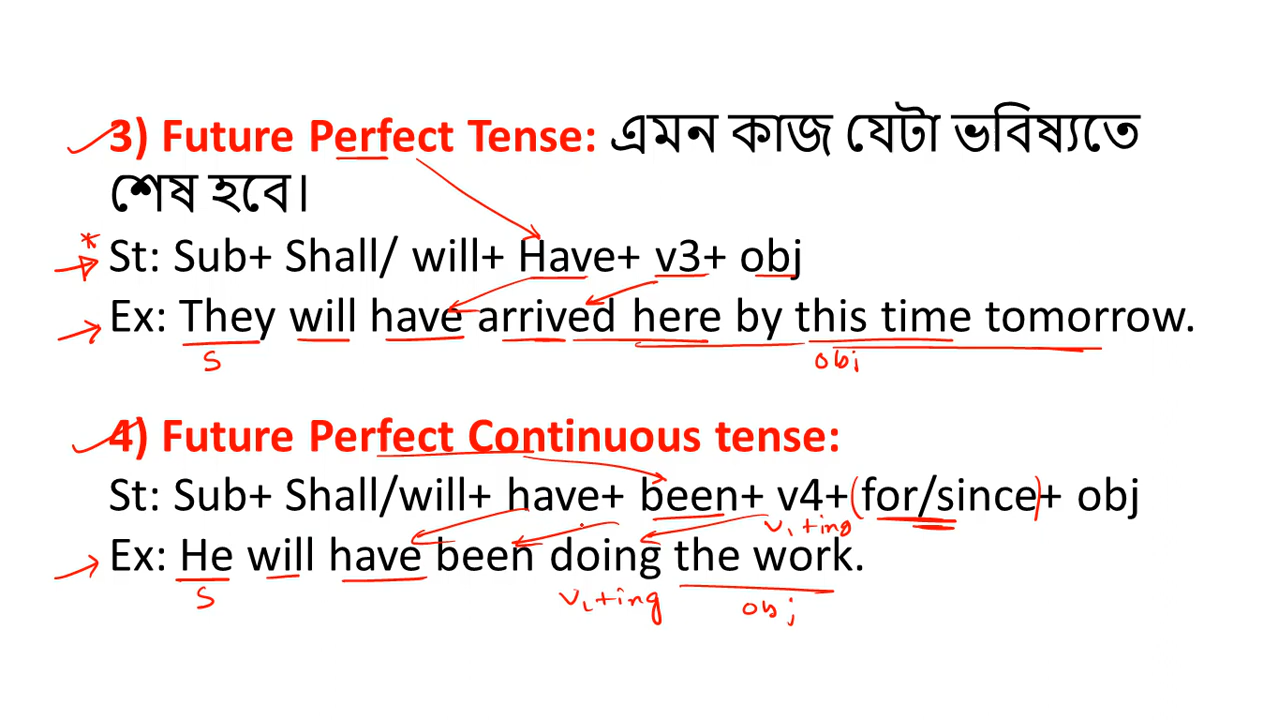 3) Future Perfect Tense: এমন কাজ যেটা ভবিষ্যতে
শেষ হবে।
* St: Sub+ Shall/ will+ Have+ v3+ obj
Ex: They will have arrived here by this time tomorrow.
S obj
4) Future Perfect Continuous tense:
St: Sub+ Shall/will+ have+ been+ v4+(for/since)+ obj
v1+ing
Ex: He will have been doing the work.
S v1+ing obj